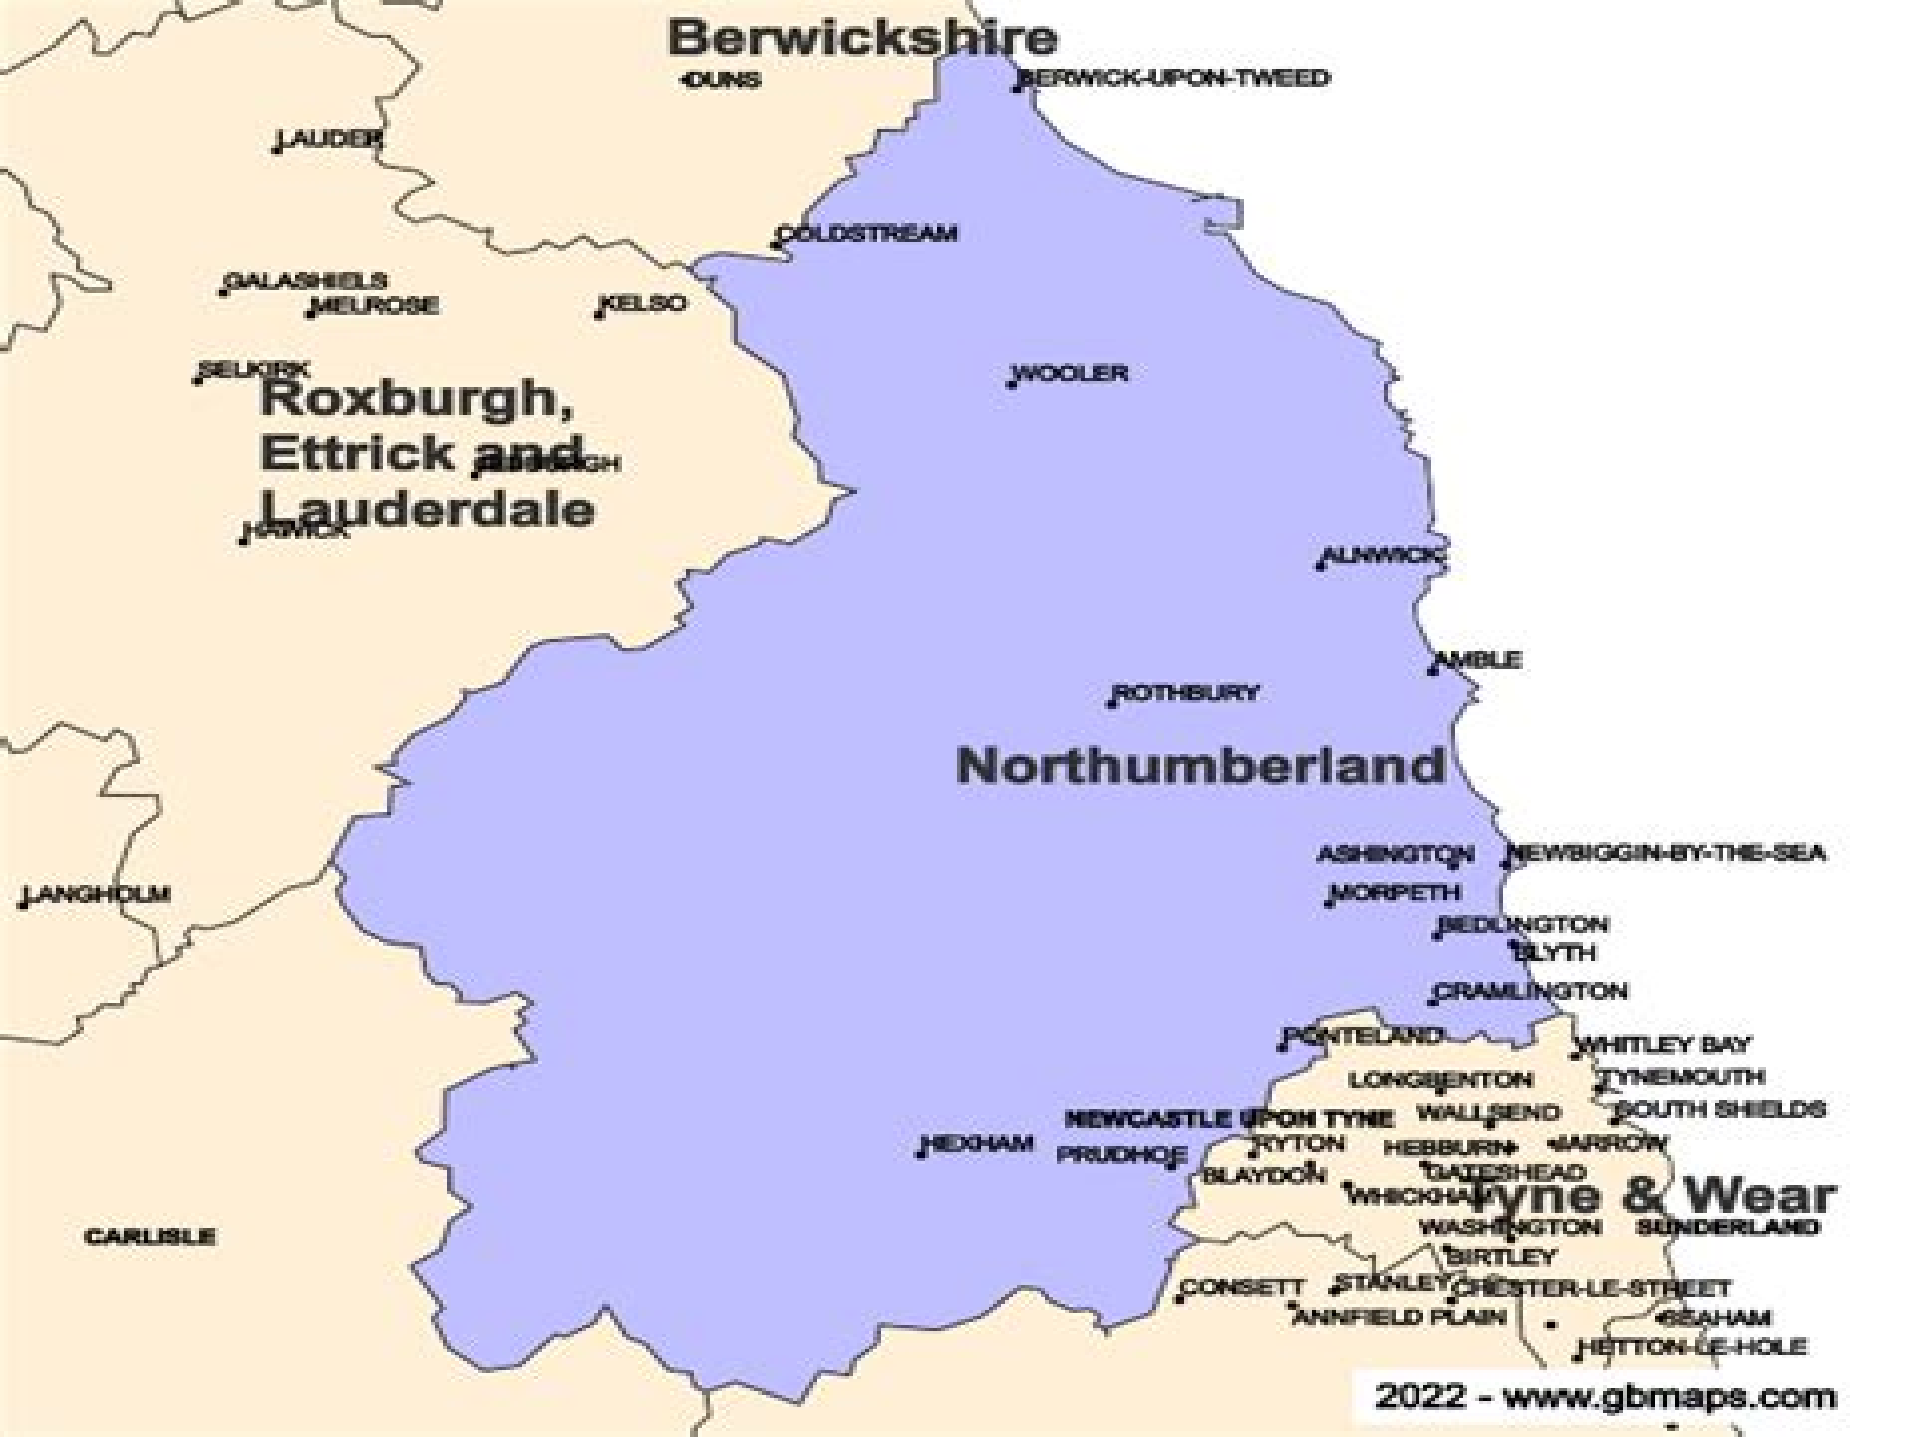 Berwickshire
DUNS
BERWICK-UPON-TWEED
LAUDER
COLDSTREAM
GALASHIELS
MELROSE
KELSO
SELKIRK
WOOLER
Roxburgh,
Ettrick and
Lauderdale
HAWICK
ALNWICK
AMBLE
ROTHBURY
Northumberland
ASHINGTON
NEWBIGGIN-BY-THE-SEA
LANGHOLM
MORPETH
BEDLINGTON
BLYTH
CRAMLINGTON
PONTELAND
WHITLEY BAY
LONGBENTON
TYNEMOUTH
NEWCASTLE UPON TYNE
WALLSEND
SOUTH SHIELDS
HEXHAM
PRUDHOE
RYTON
HEBBURN
JARROW
BLAYDON
GATESHEAD
WHICKHAM
Tyne & Wear
CARLISLE
WASHINGTON
SUNDERLAND
BIRTLEY
CONSETT
STANLEY
CHESTER-LE-STREET
ANNFIELD PLAIN
SEAHAM
HETTON-LE-HOLE
2022 - www.gbmaps.com